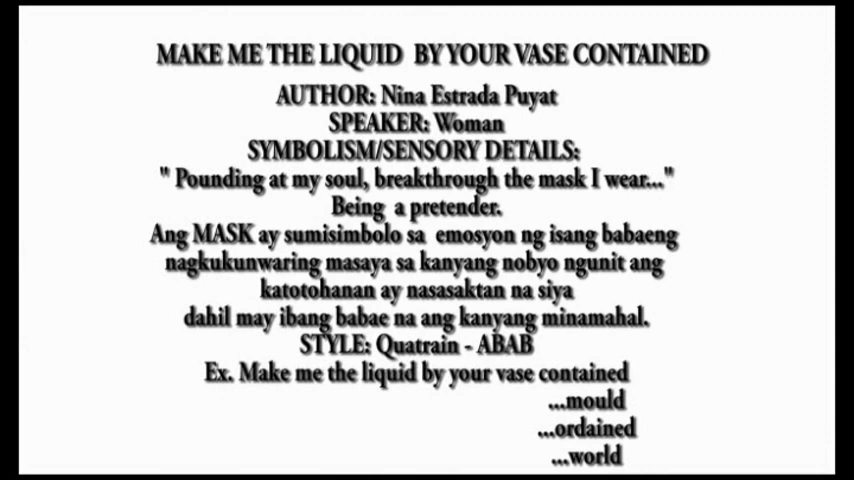 MAKE ME THE LIQUID BY YOUR VASE CONTAINED
AUTHOR: Nina Estrada Puyat
SPEAKER: Woman
SYMBOLISM/SENSORY DETAILS:
" Pounding at my soul, breakthrough the mask I wear..."
Being a pretender.
Ang MASK ay sumisimbolo sa emosyon ng isang babaeng
nagkukunwaring masaya sa kanyang nobyo ngunit ang
katotohanan ay nasasaktan na siya
dahil may ibang babae na ang kanyang minamahal.
STYLE: Quatrain - ABAB
Ex. Make me the liquid by your vase contained
...mould
...ordained
...world